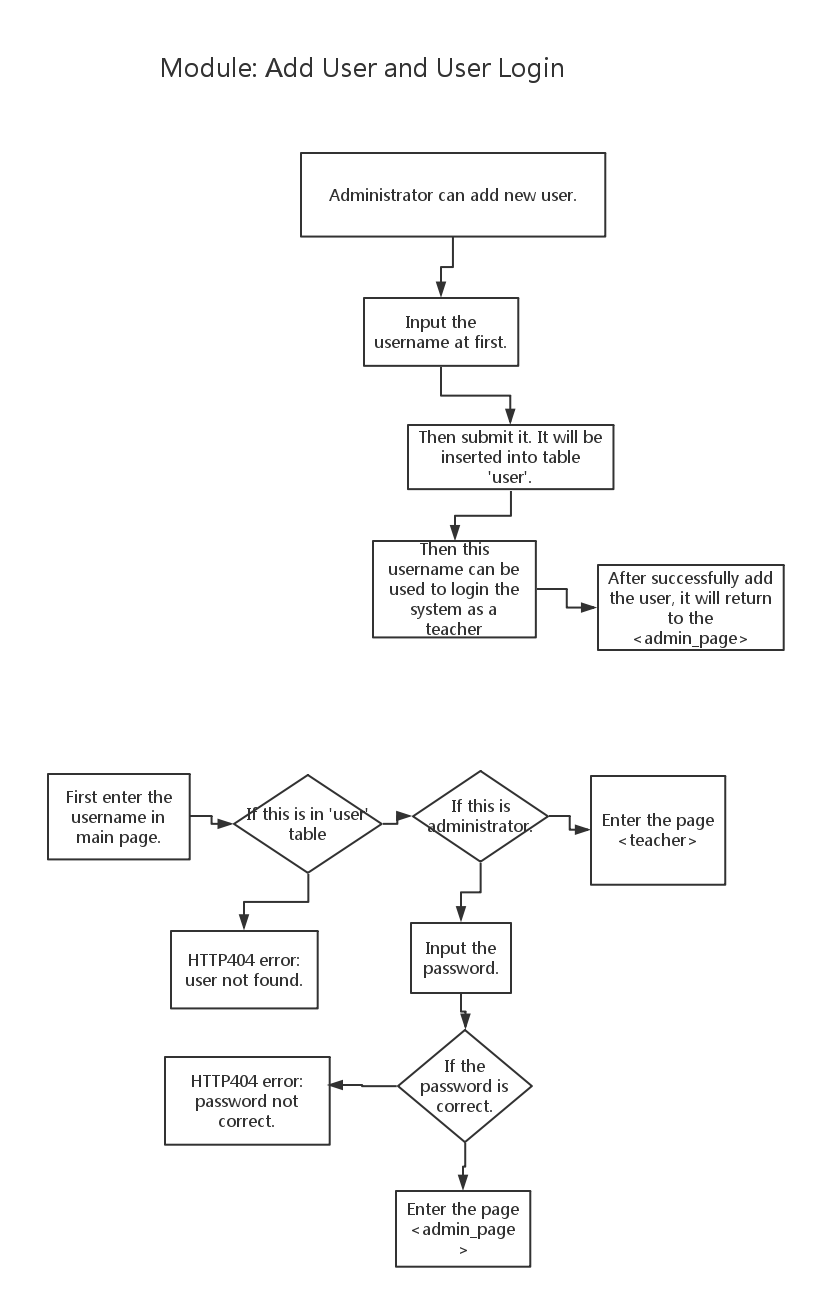 Module: Add User and User Login
Administrator can add new user.
Input the
username at first.
Then submit it. It will be
inserted into table
'user'.
Then this
username can be
used to login the
system as a
teacher
After successfully add
the user, it will return
to the
<admin_page>
First enter the
username in
main page.
If this is in 'user'
table
If this is
administrator.
Enter the page
<teacher>
HTTP404 error:
user not found.
Input the
password.
HTTP404 error:
password not
correct.
If the
password is
correct.
Enter the page
<admin_page
>